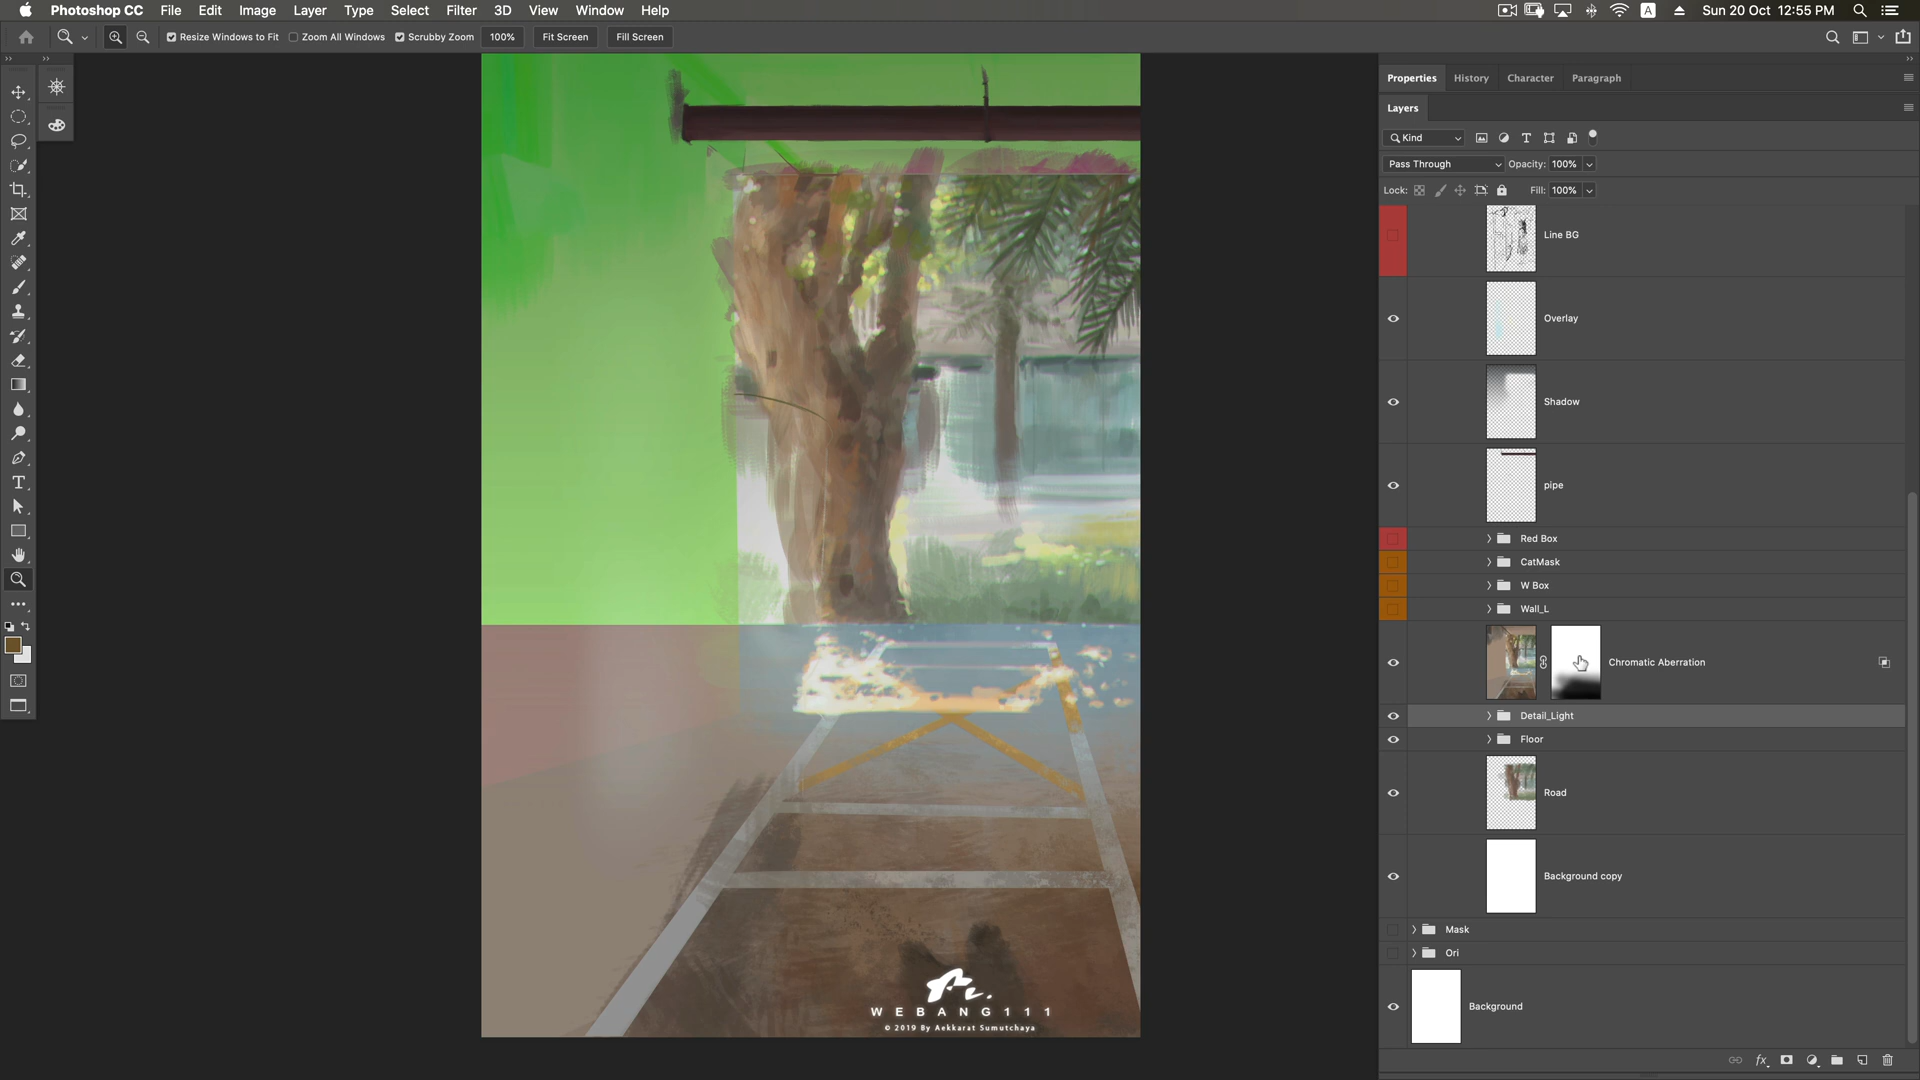 Photoshop CC File Edit Image Layer Type Select Filter 3D View Window Help
A Sun 20 Oct 12:55 PM
Resize Windows to Fit Zoom All Windows Scrubby Zoom 100% Fit Screen Fill Screen
Properties History Character Paragraph
Layers
Kind
Pass Through Opacity: 100%
Lock: Fill: 100%
Line BG
Overlay
Shadow
pipe
Red Box
CatMask
W Box
Wall_L
Chromatic Aberration
Detail_Light
Floor
Road
Background copy
Mask
Ori
Background
fx
WEBANG111
© 2019 By Aekkarat Sumutchaya